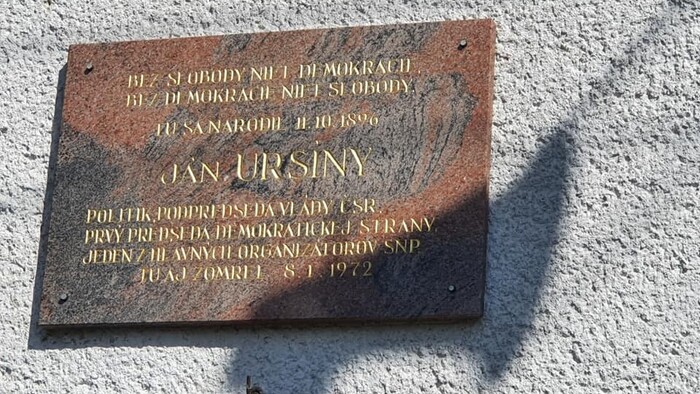 BEZ SLOBODY NIET DEMOKRACIE,
BEZ DEMOKRACIE NIET SLOBODY.
TU SA NARODIL 11.10.1896
JÁN URSÍNY
POLITIK, PODPREDSEDA VLÁDY ČSR,
PRVÝ PREDSEDA DEMOKRATICKEJ STRANY,
JEDEN Z HLAVNÝCH ORGANIZÁTOROV SNP.
TU AJ ZOMREL 8.1.1972